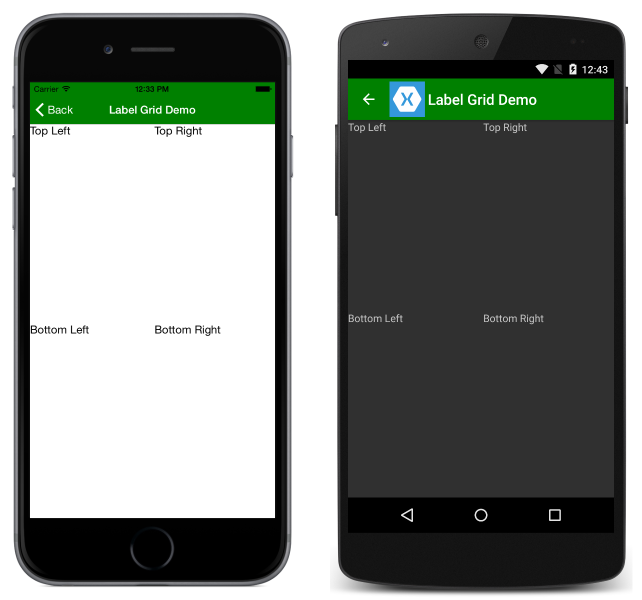 Carrier 12:33 PM
Back Label Grid Demo
Top Left Top Right
Bottom Left Bottom Right
12:43
Label Grid Demo
Top Left Top Right
Bottom Left Bottom Right